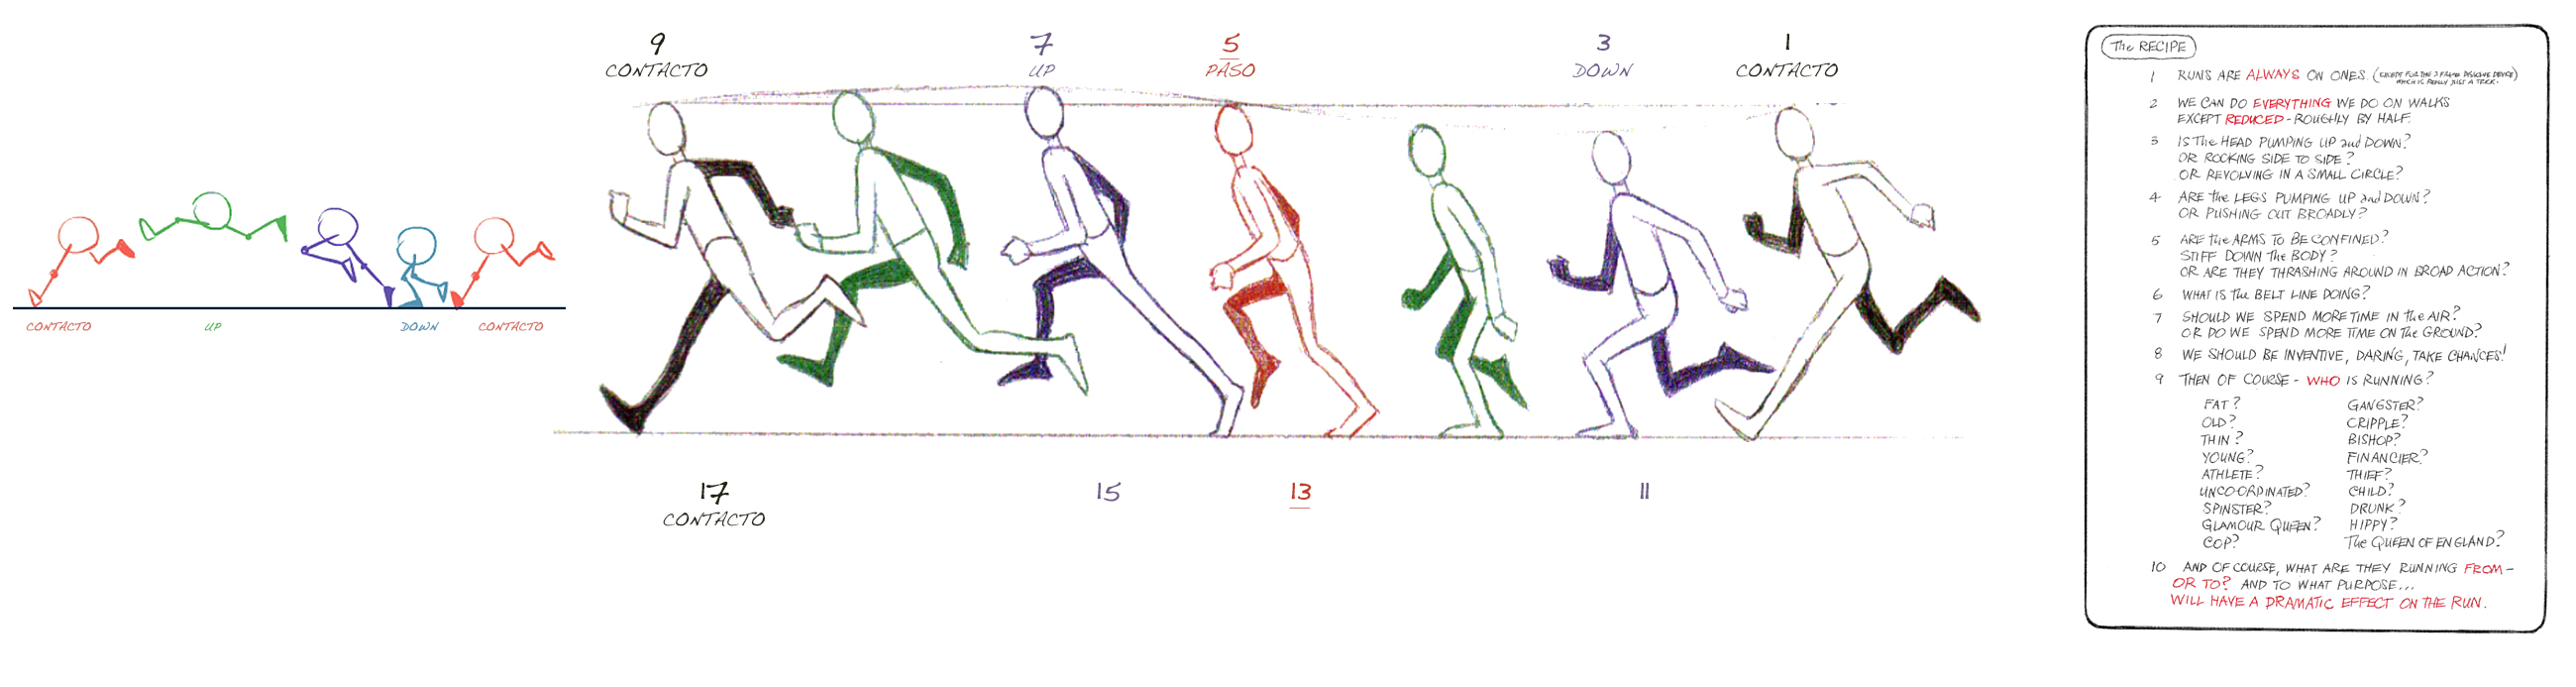 CONTACTO
UP
DOWN
CONTACTO
9
CONTACTO
7
UP
5
PASO
3
DOWN
1
CONTACTO
17
CONTACTO
15
13
11
The RECIPE
1 RUNS ARE ALWAYS ON ONES. (EXCEPT FOR THE 2 FRAME DISSOLVE DEVICE)
WHICH IS REALLY JUST A TRICK.
2 WE CAN DO EVERYTHING WE DO ON WALKS
EXCEPT REDUCED - ROUGHLY BY HALF.
3 IS The HEAD PUMPING UP and DOWN?
OR ROCKING SIDE TO SIDE?
OR REVOLVING IN A SMALL CIRCLE?
4 ARE the LEGS PUMPING UP and DOWN?
OR PUSHING OUT BROADLY?
5 ARE the ARMS TO BE CONFINED?
STIFF DOWN the BODY?
OR ARE THEY THRASHING AROUND IN BROAD ACTION?
6 WHAT IS the BELT LINE DOING?
7 SHOULD WE SPEND MORE TIME IN the AIR?
OR DO WE SPEND MORE TIME ON the GROUND?
8 WE SHOULD BE INVENTIVE, DARING, TAKE CHANCES!
9 THEN OF COURSE - WHO IS RUNNING?
FAT? GANGSTER?
OLD? CRIPPLE?
THIN? BISHOP?
YOUNG? FINANCIER?
ATHLETE? THIEF?
UNCO-ORDINATED? CHILD?
SPINSTER? DRUNK?
GLAMOUR QUEEN? HIPPY?
COP? The QUEEN OF ENGLAND?
10 AND OF COURSE, WHAT ARE THEY RUNNING FROM -
OR TO? AND TO WHAT PURPOSE...
WILL HAVE A DRAMATIC EFFECT ON THE RUN.